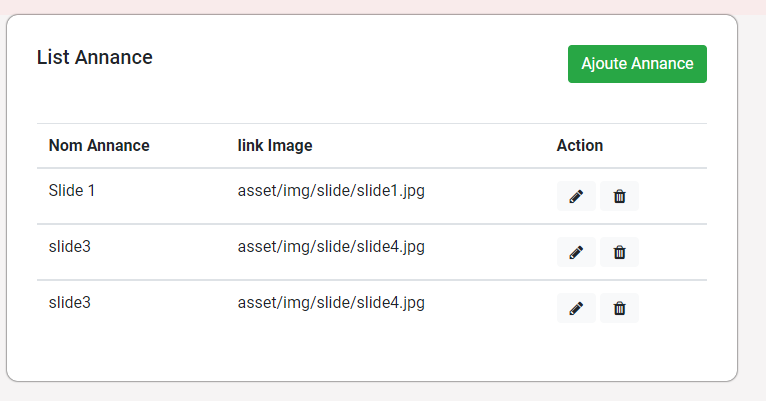 List Annance
Ajoute Annance
Nom Annance link Image Action
Slide 1 asset/img/slide/slide1.jpg
slide3 asset/img/slide/slide4.jpg
slide3 asset/img/slide/slide4.jpg